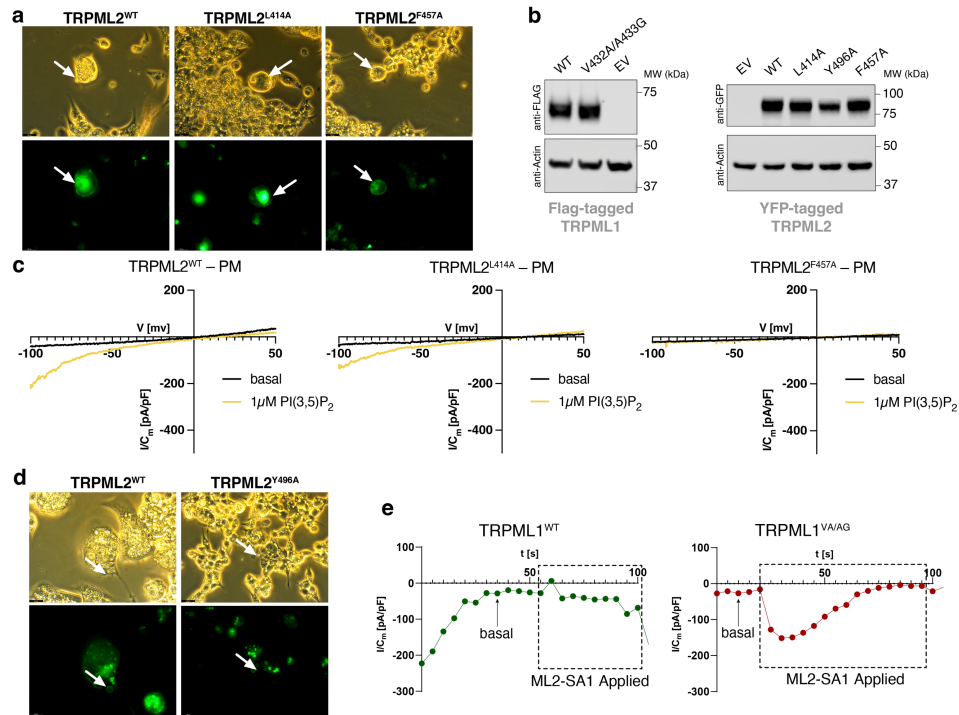 a
TRPML2WT
TRPML2L414A
TRPML2F457A
b
WT
V432A/A433G
EV
MW (kDa)
75
anti-FLAG
50
anti-Actin
37
Flag-tagged
TRPML1
EV
WT
L414A
Y496A
F457A
MW (kDa)
100
75
anti-GFP
50
anti-Actin
37
YFP-tagged
TRPML2
c
TRPML2WT – PM
200
V [mv]
-100
-50
50
-200
-400
I/Cm [pA/pF]
basal
1µM PI(3,5)P2
TRPML2L414A – PM
200
V [mv]
-100
-50
50
-200
-400
I/Cm [pA/pF]
basal
1µM PI(3,5)P2
TRPML2F457A – PM
200
V [mv]
-100
-50
50
-200
-400
I/Cm [pA/pF]
basal
1µM PI(3,5)P2
d
TRPML2WT
TRPML2Y496A
e
TRPML1WT
t [s]
100
50
100
0
-100
-200
-300
I/Cm [pA/pF]
basal
ML2-SA1 Applied
TRPML1VA/AG
t [s]
100
50
100
0
-100
-200
-300
I/Cm [pA/pF]
basal
ML2-SA1 Applied